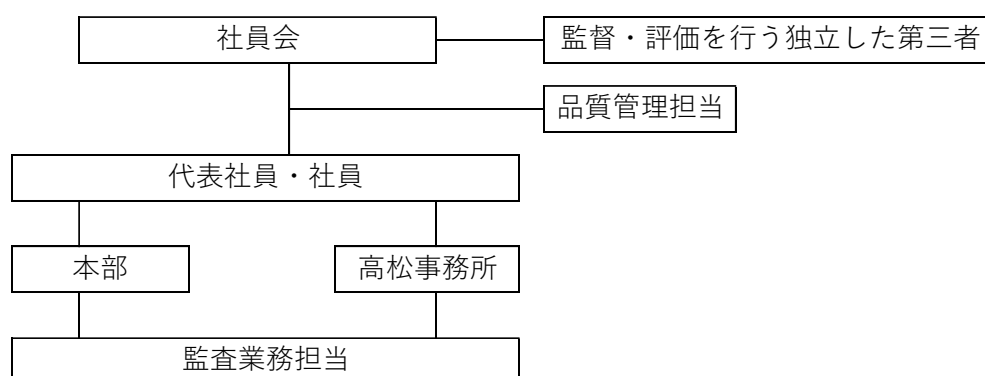 社員会
監督・評価を行う独立した第三者
品質管理担当
代表社員・社員
本部
高松事務所
監査業務担当